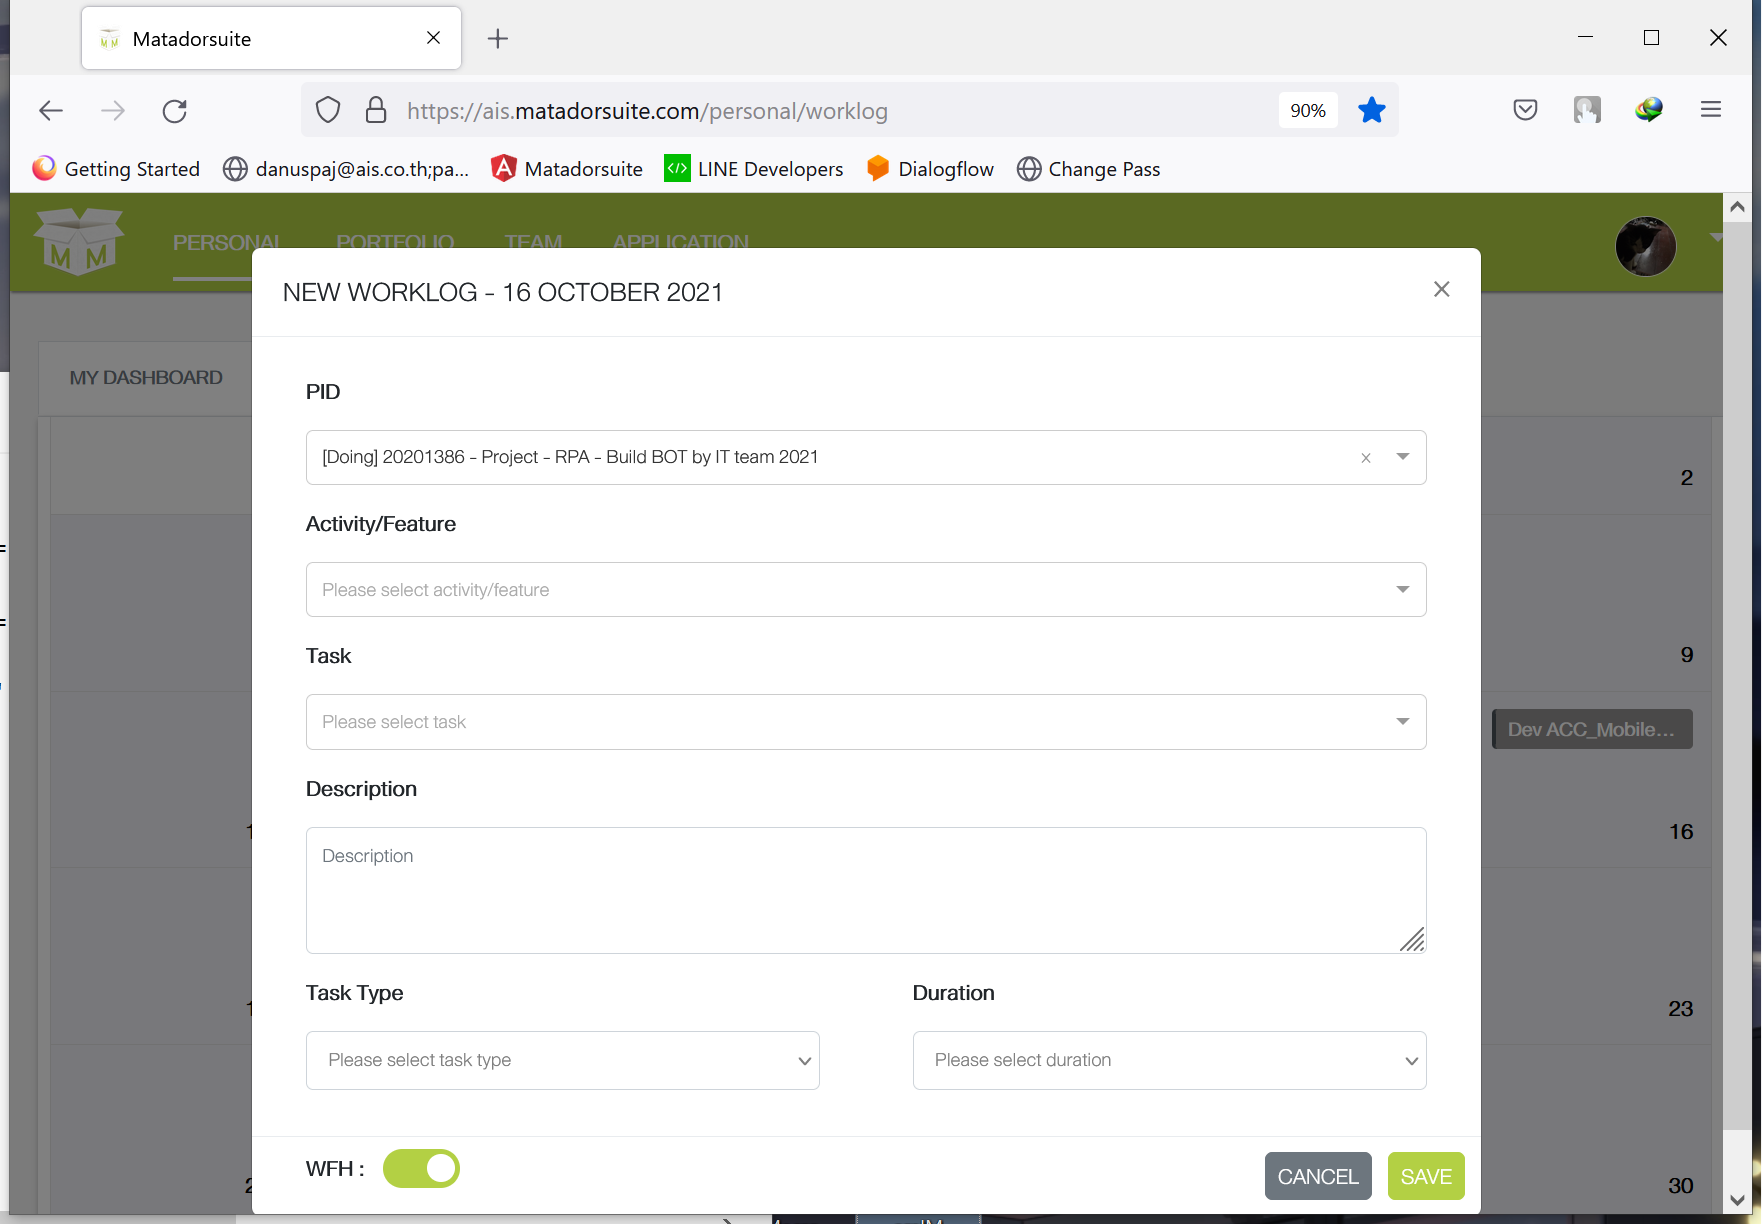 Matadorsuite
https://ais.matadorsuite.com/personal/worklog
90%
Getting Started
danuspaj@ais.co.th;pa...
Matadorsuite
LINE Developers
Dialogflow
Change Pass
M M
PERSONAL
PORTFOLIO
TEAM
APPLICATION
NEW WORKLOG - 16 OCTOBER 2021
MY DASHBOARD
PID
[Doing] 20201386 - Project - RPA - Build BOT by IT team 2021
2
Activity/Feature
Please select activity/feature
Task
9
Please select task
Dev ACC_Mobile...
Description
16
Description
Task Type
Duration
23
Please select task type
Please select duration
WFH :
CANCEL
SAVE
30